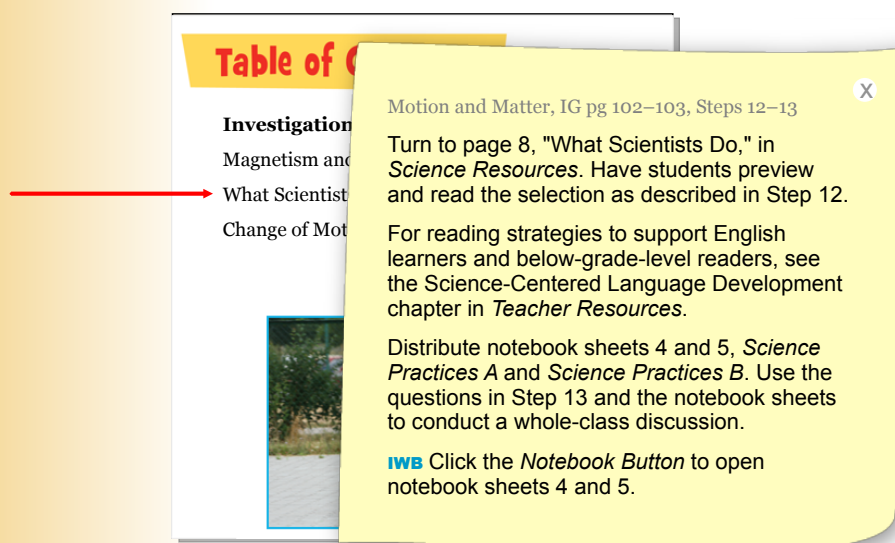 Table of
Investigation
Magnetism and
What Scientist
Change of Mot
X
Motion and Matter, IG pg 102–103, Steps 12–13
Turn to page 8, "What Scientists Do," in
Science Resources. Have students preview
and read the selection as described in Step 12.
For reading strategies to support English
learners and below-grade-level readers, see
the Science-Centered Language Development
chapter in Teacher Resources.
Distribute notebook sheets 4 and 5, Science
Practices A and Science Practices B. Use the
questions in Step 13 and the notebook sheets
to conduct a whole-class discussion.
IWB Click the Notebook Button to open
notebook sheets 4 and 5.